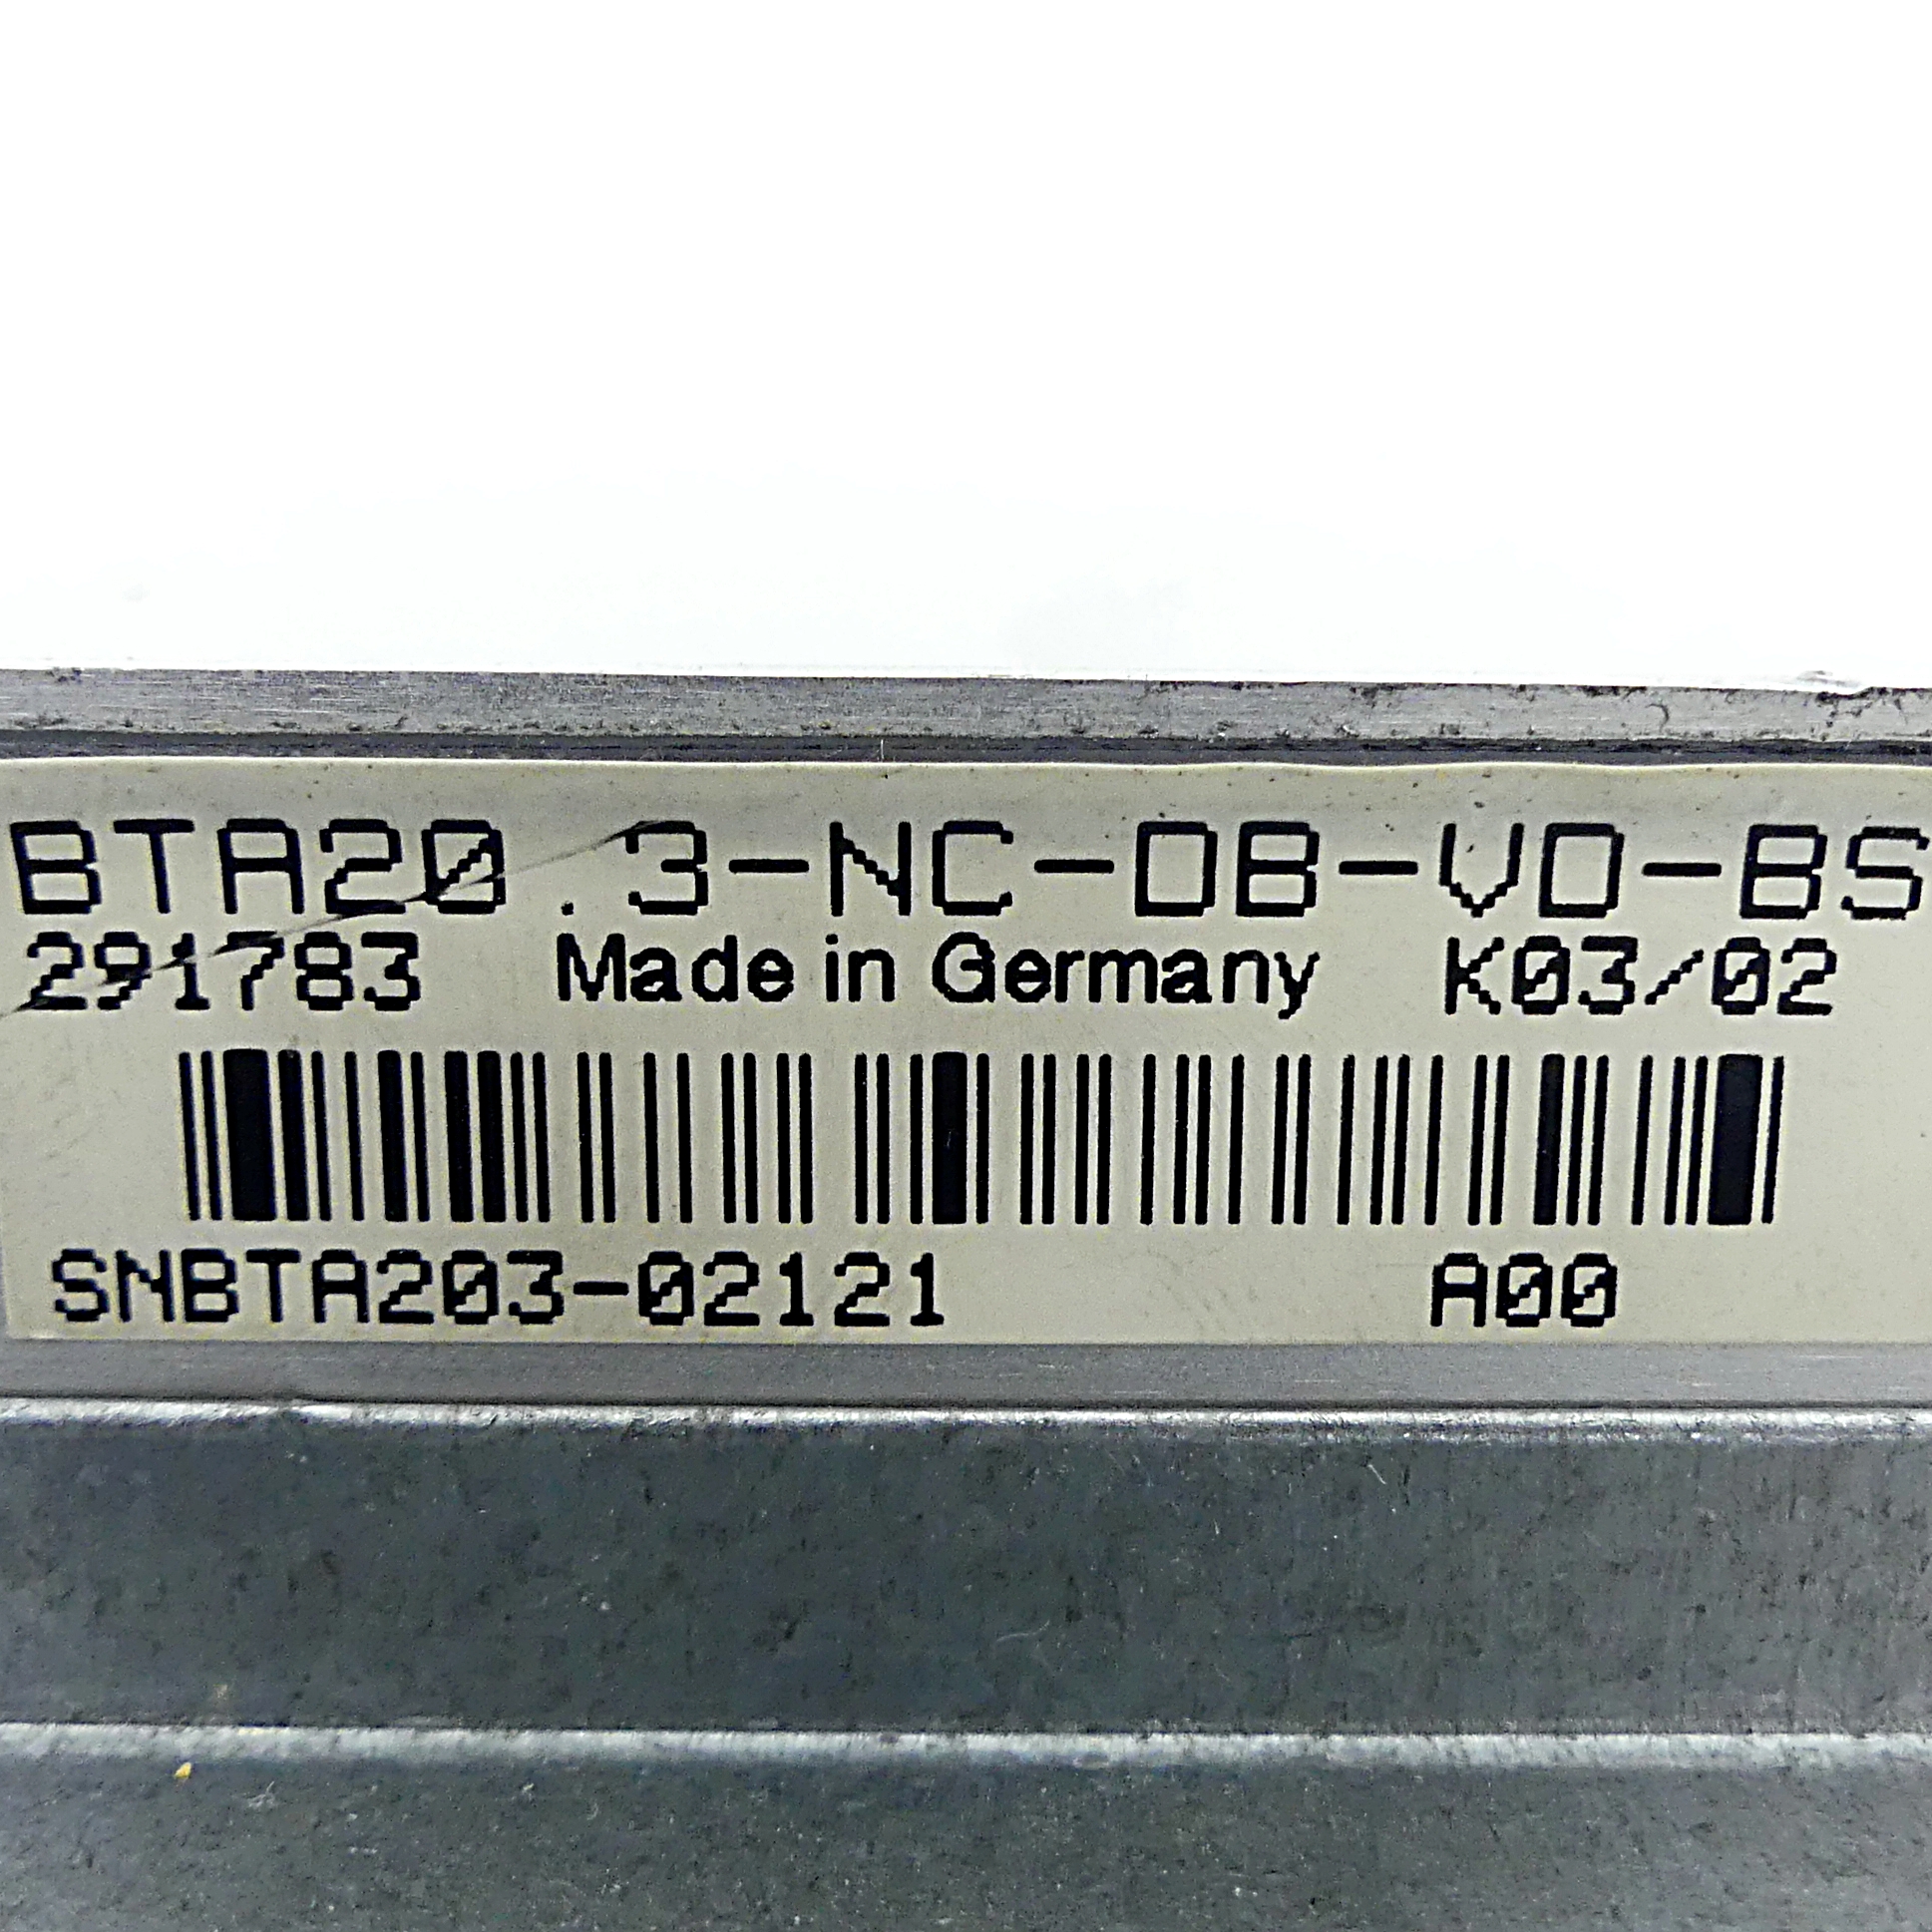 BTA20.3-NC-DB-VD-BS
291783 Made in Germany K03/02
SNBTA203-02121 A00